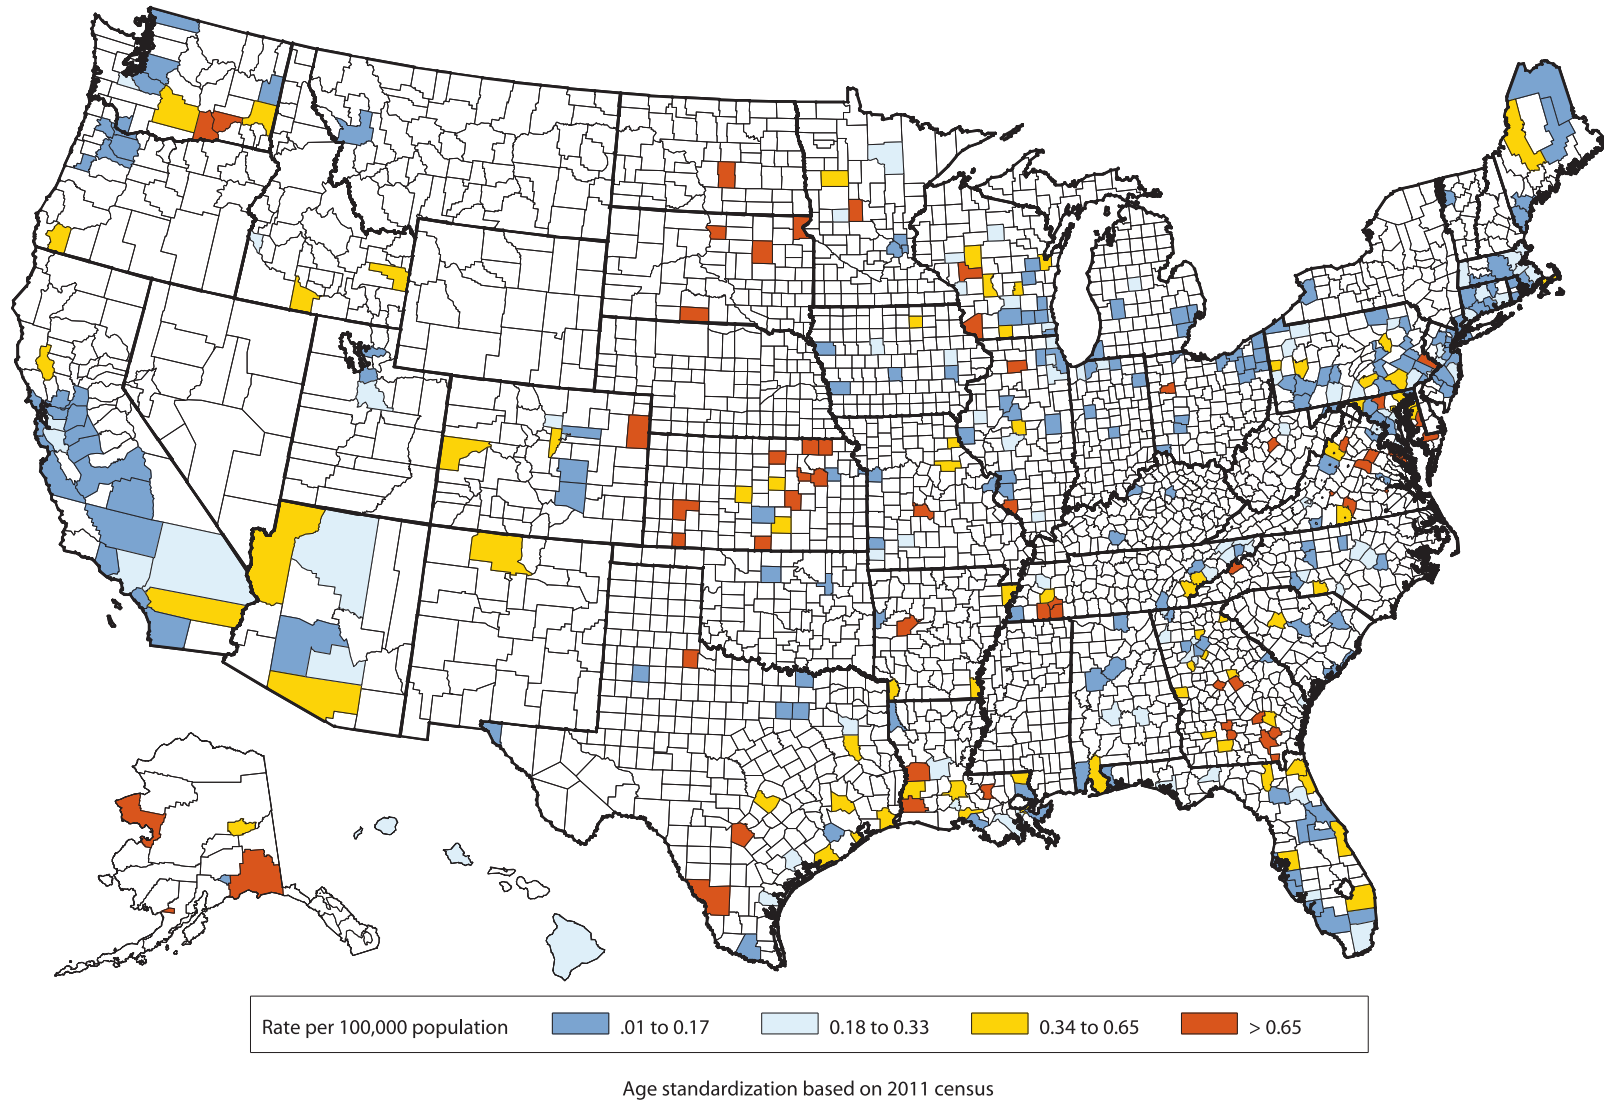 Rate per 100,000 population .01 to 0.17 0.18 to 0.33 0.34 to 0.65 > 0.65
Age standardization based on 2011 census